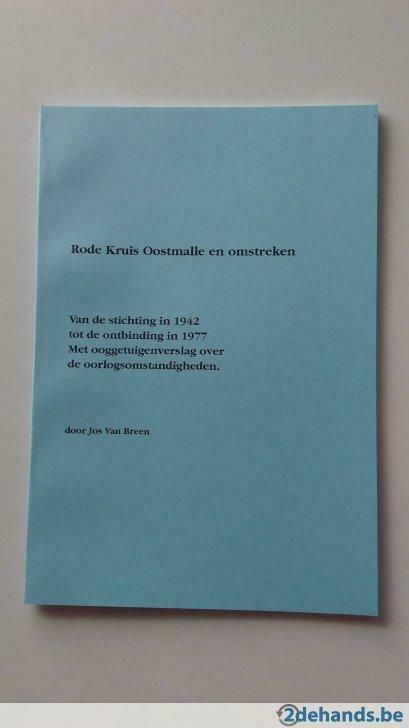 Rode Kruis Oostmalle en omstreken
Van de stichting in 1942
tot de ontbinding in 1977
Met ooggetuigenverslag over
de oorlogsomstandigheden.
door Jos Van Breen
2dehands.be